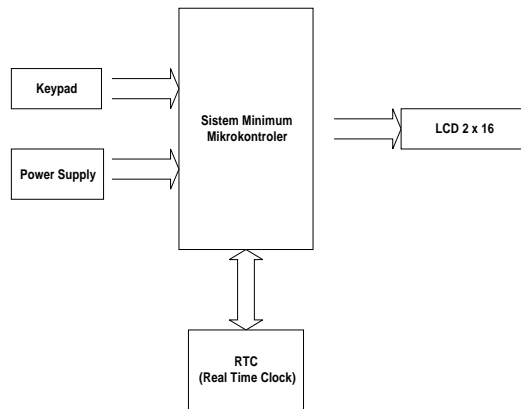 Keypad
Power Supply
Sistem Minimum
Mikrokontroler
LCD 2 x 16
RTC
(Real Time Clock)